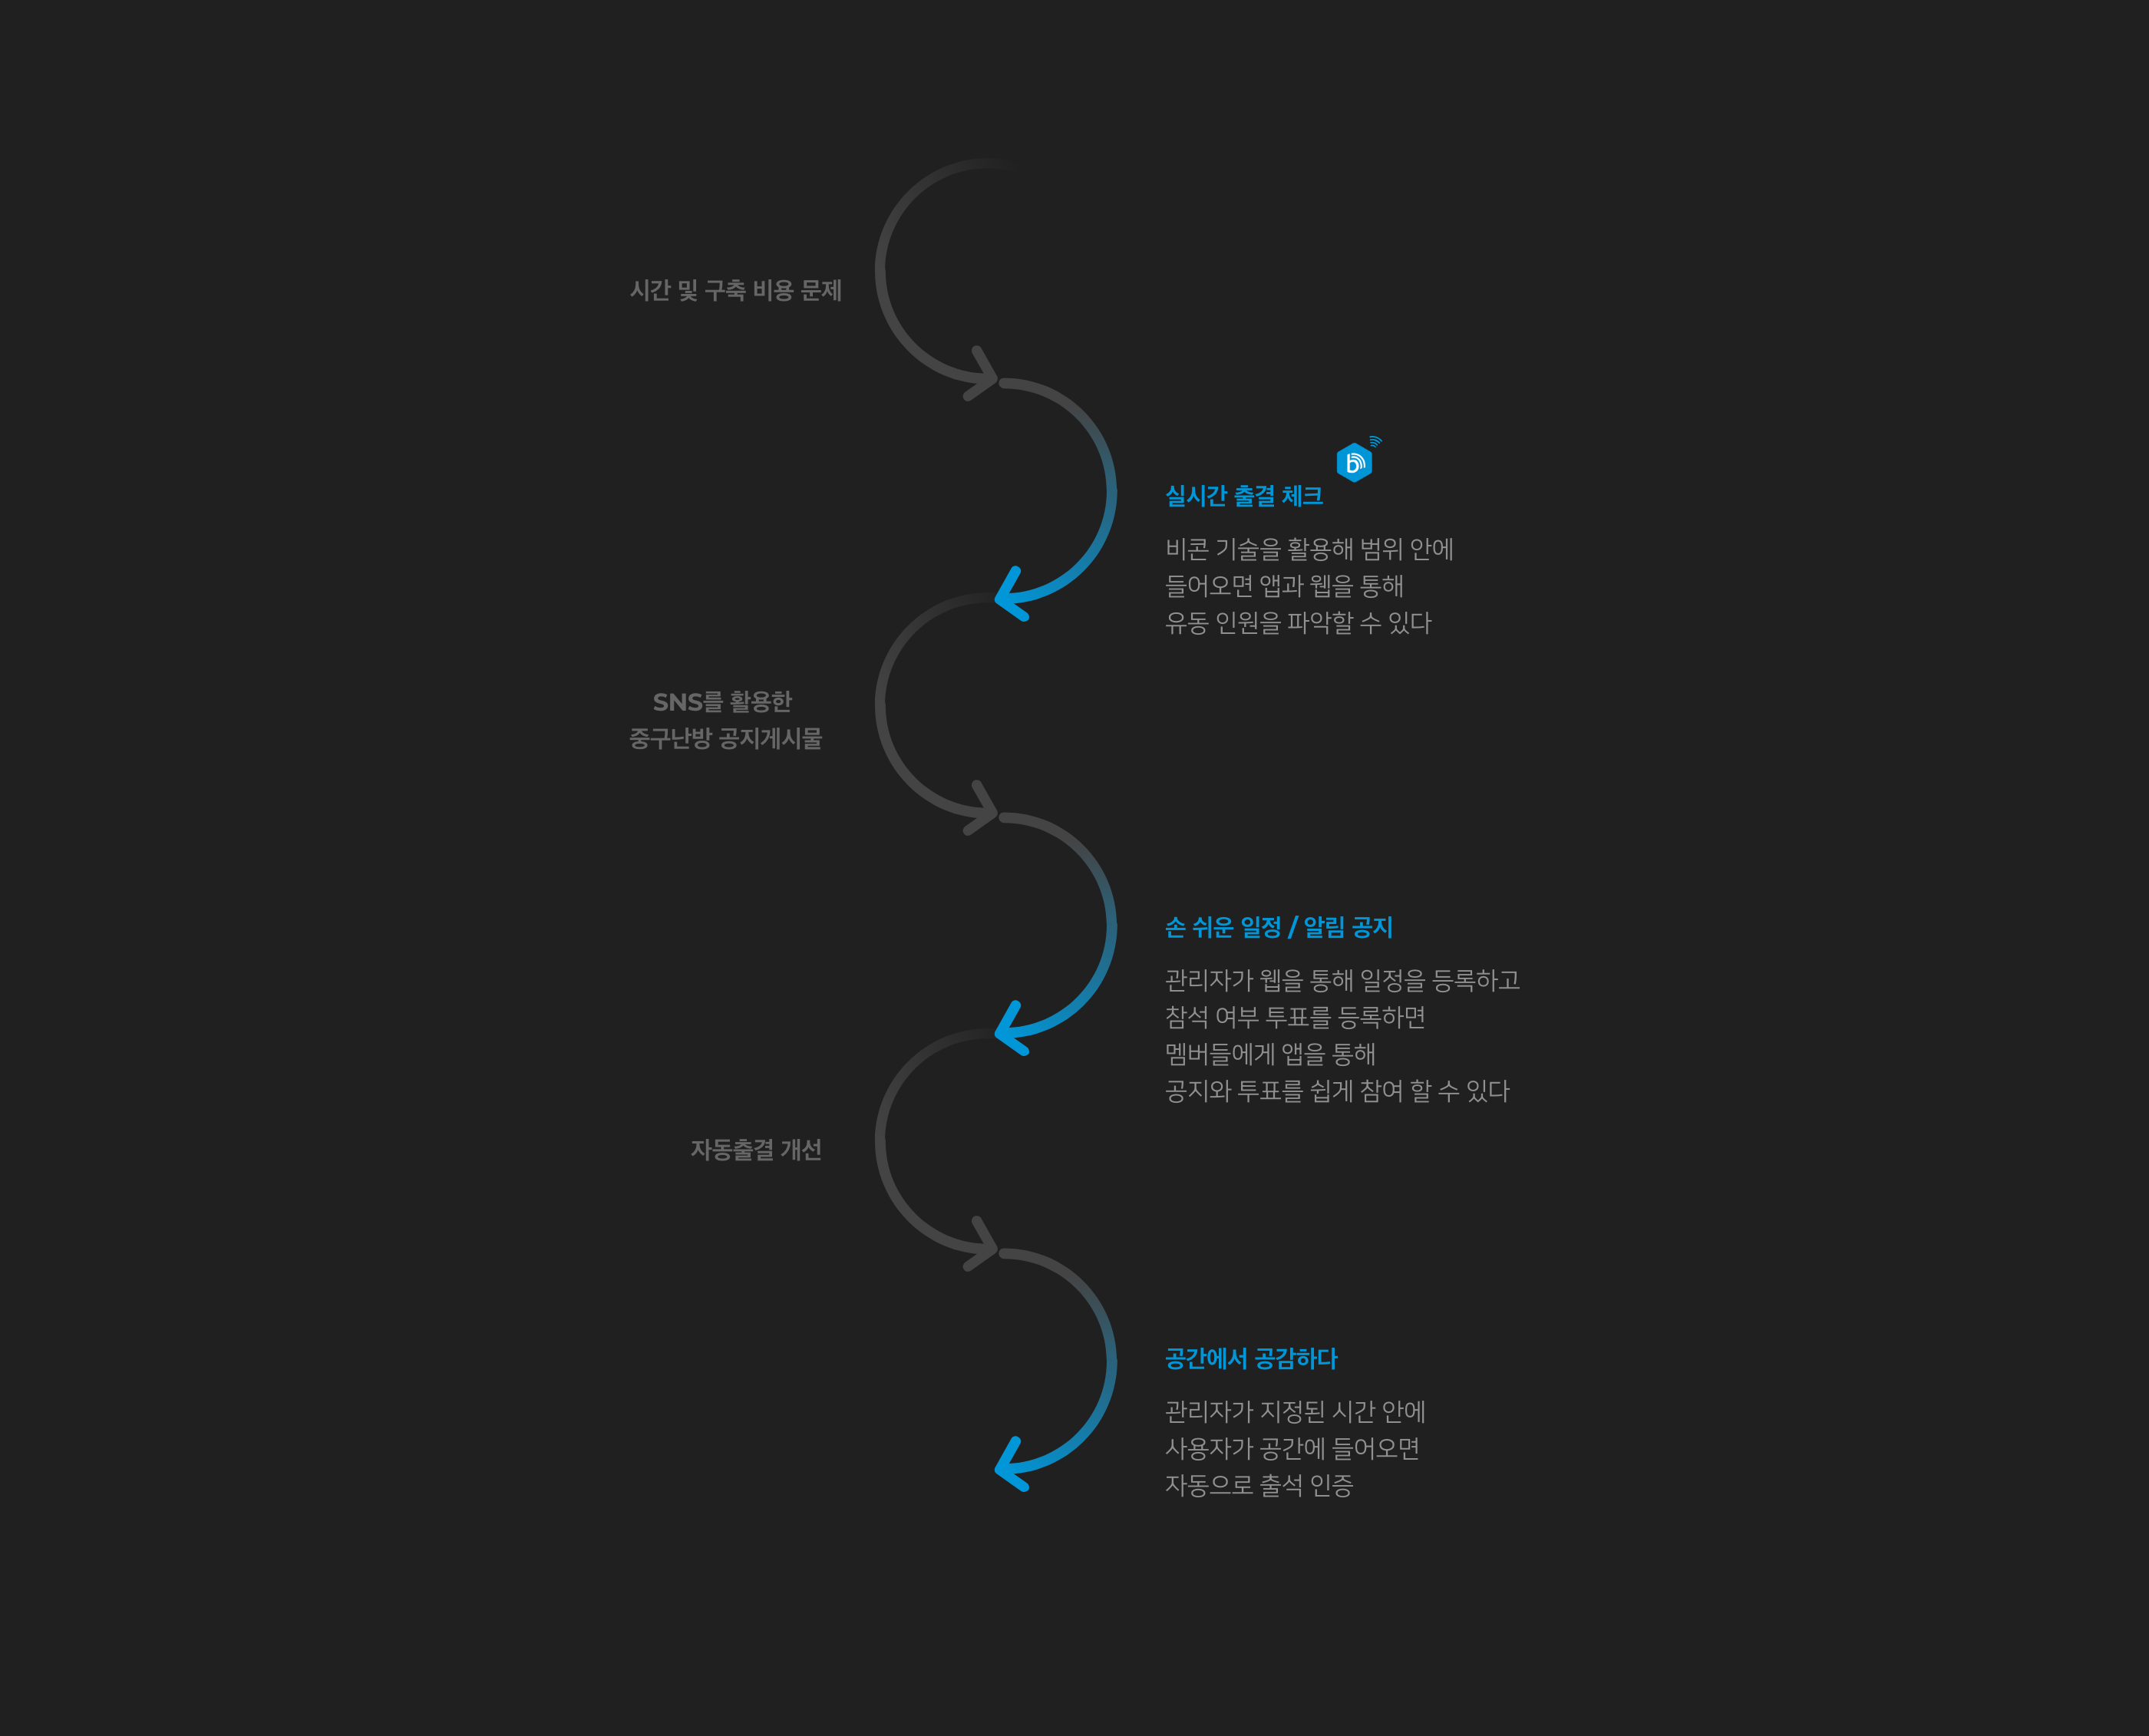 시간 및 구축 비용 문제
실시간 출결 체크
비콘 기술을 활용해 범위 안에
들어오면 앱과 웹을 통해
유동 인원을 파악할 수 있다
SNS를 활용한
중구난방 공지게시물
손 쉬운 일정 / 알림 공지
관리자가 웹을 통해 일정을 등록하고
참석 여부 투표를 등록하면
멤버들에게 앱을 통해
공지와 투표를 쉽게 참여 할 수 있다
자동출결 개선
공간에서 공감하다
관리자가 지정된 시간 안에
사용자가 공간에 들어오면
자동으로 출석 인증